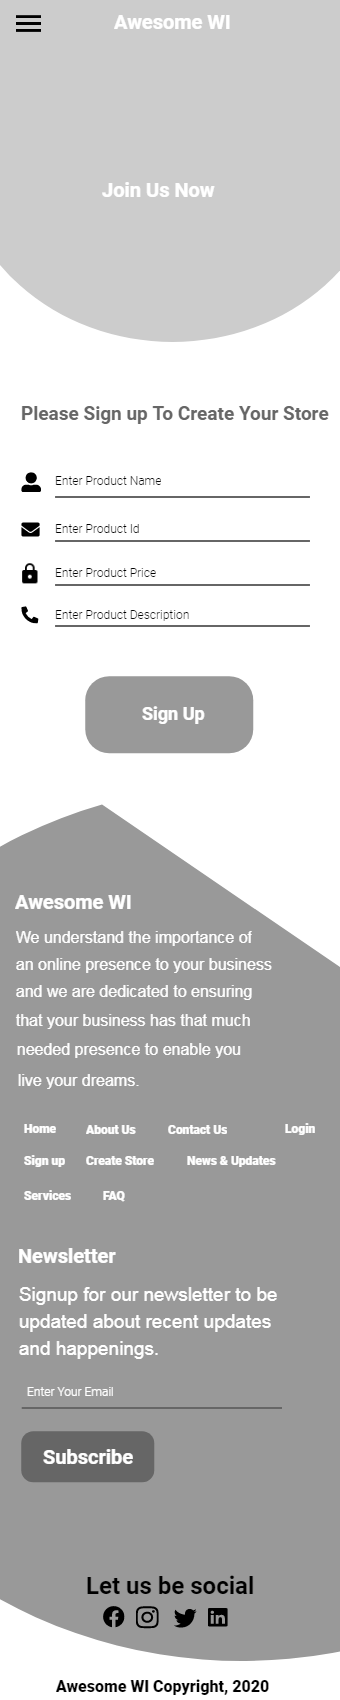 Awesome WI
Join Us Now
Please Sign up To Create Your Store
Enter Product Name
Enter Product Id
Enter Product Price
Enter Product Description
Sign Up
Awesome WI
We understand the importance of
an online presence to your business
and we are dedicated to ensuring
that your business has that much
needed presence to enable you
live your dreams.
Home About Us Contact Us Login
Sign up Create Store News & Updates
Services FAQ
Newsletter
Signup for our newsletter to be
updated about recent updates
and happenings.
Enter Your Email
Subscribe
Let us be social
Awesome WI Copyright, 2020